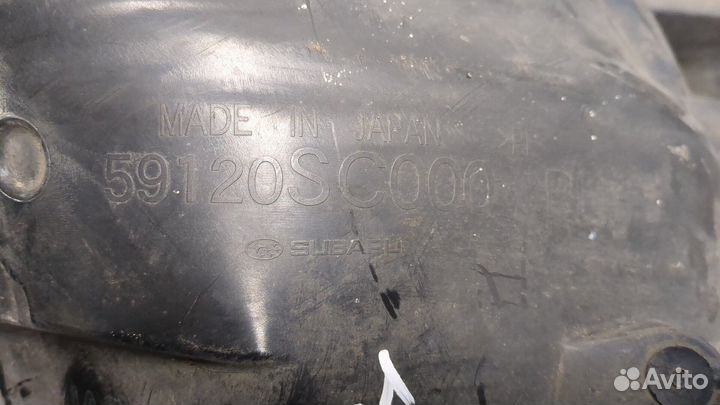 MADE IN JAPAN
59120SC000
SUBARU
Avito